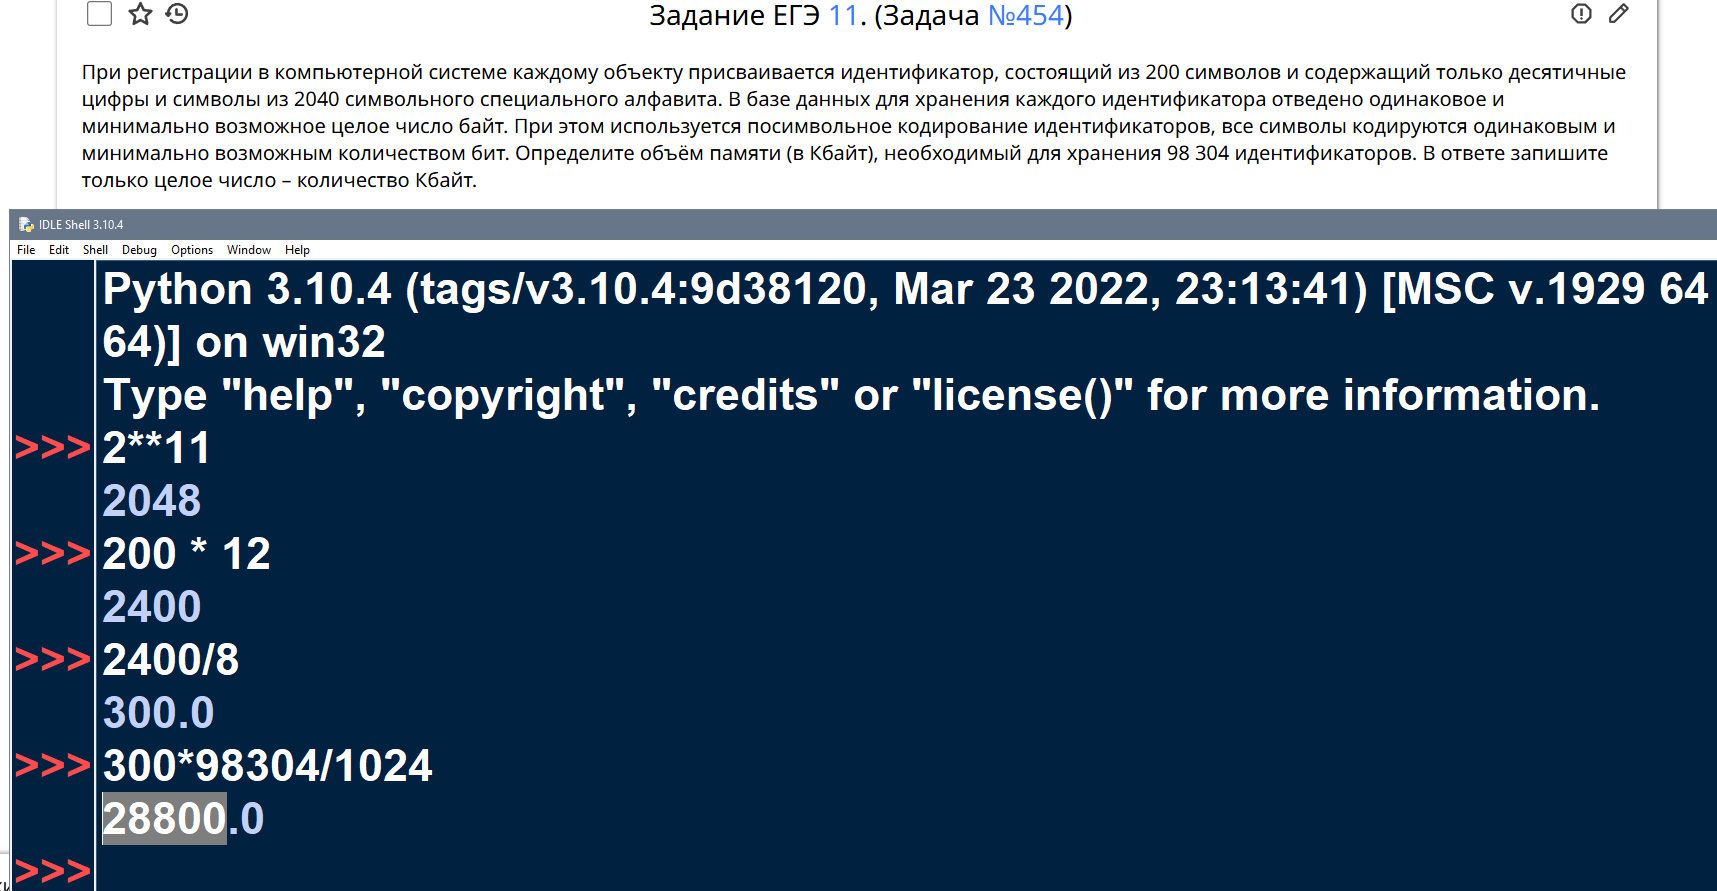 Задание ЕГЭ 11. (Задача №454)
При регистрации в компьютерной системе каждому объекту присваивается идентификатор, состоящий из 200 символов и содержащий только десятичные
цифры и символы из 2040 символьного специального алфавита. В базе данных для хранения каждого идентификатора отведено одинаковое и
минимально возможное целое число байт. При этом используется посимвольное кодирование идентификаторов, все символы кодируются одинаковым и
минимально возможным количеством бит. Определите объём памяти (в Кбайт), необходимый для хранения 98 304 идентификаторов. В ответе запишите
только целое число – количество Кбайт.
IDLE Shell 3.10.4
File Edit Shell Debug Options Window Help
Python 3.10.4 (tags/v3.10.4:9d38120, Mar 23 2022, 23:13:41) [MSC v.1929 64
64)] on win32
Type "help", "copyright", "credits" or "license()" for more information.
>>> 2**11
2048
>>> 200 * 12
2400
>>> 2400/8
300.0
>>> 300*98304/1024
28800.0
>>>